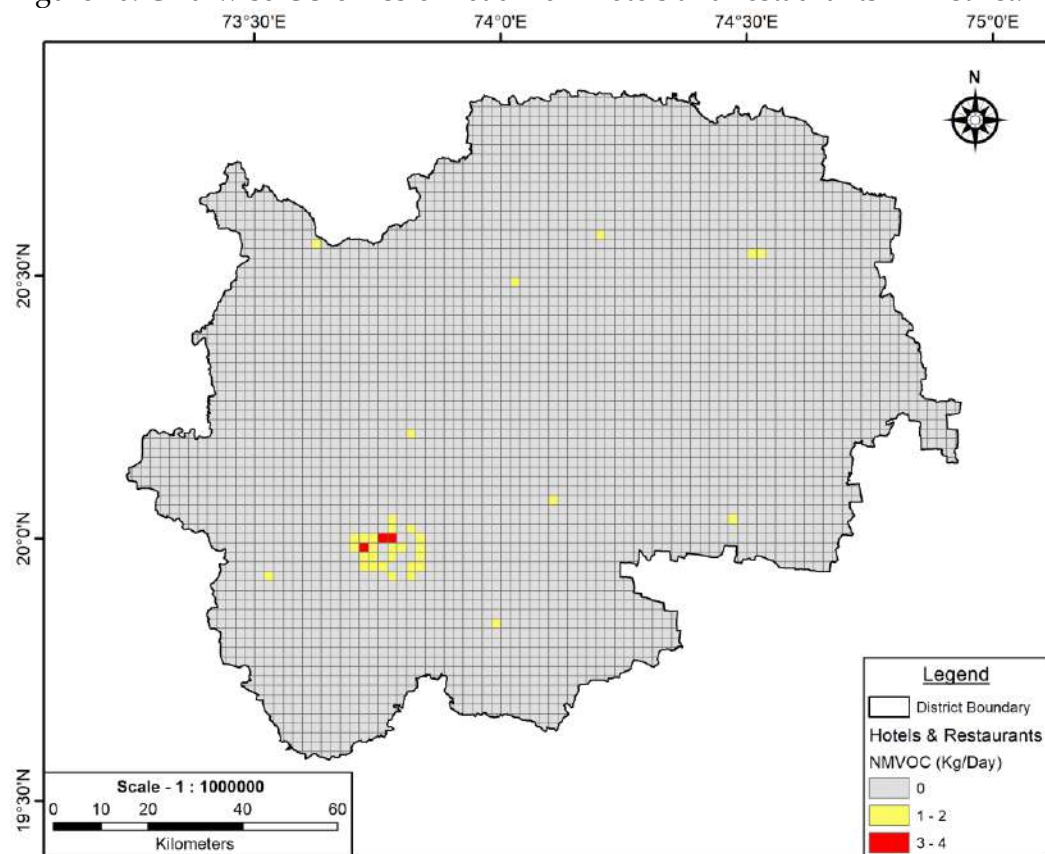 73°30'E 74°0'E 74°30'E 75°0'E
N
20°30'N
20°0'N
19°30'N
Legend
District Boundary
Hotels & Restaurants
NMVOC (Kg/Day)
0
1 - 2
3 - 4
Scale - 1 : 1000000
0 10 20 40 60
Kilometers